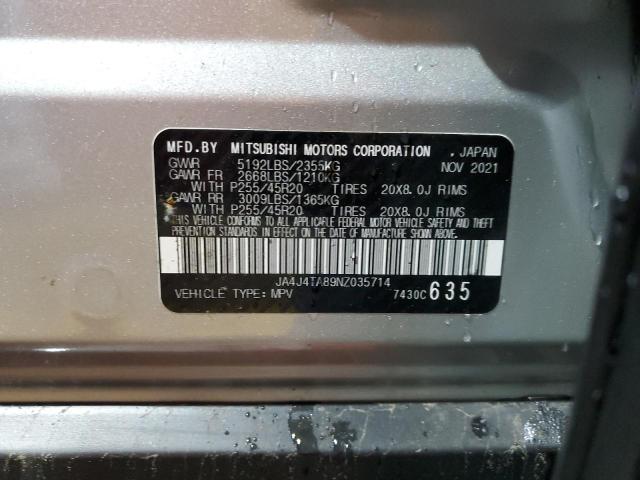 MFD.BY MITSUBISHI MOTORS CORPORATION , JAPAN
GVWR 5192LBS/2355KG NOV 2021
GAWR FR 2668LBS/1210KG
WITH P255/45R20 TIRES 20X8.0J RIMS
GAWR RR 3009LBS/1365KG
WITH P255/45R20 TIRES 20X8.0J RIMS
THIS VEHICLE CONFORMS TO ALL APPLICABLE FEDERAL MOTOR VEHICLE SAFETY AND THEFT
PREVENTION STANDARDS IN EFFECT ON THE DATE OF MANUFACTURE SHOWN ABOVE.
JA4J4TA89NZ035714
VEHICLE TYPE: MPV 7430C 635